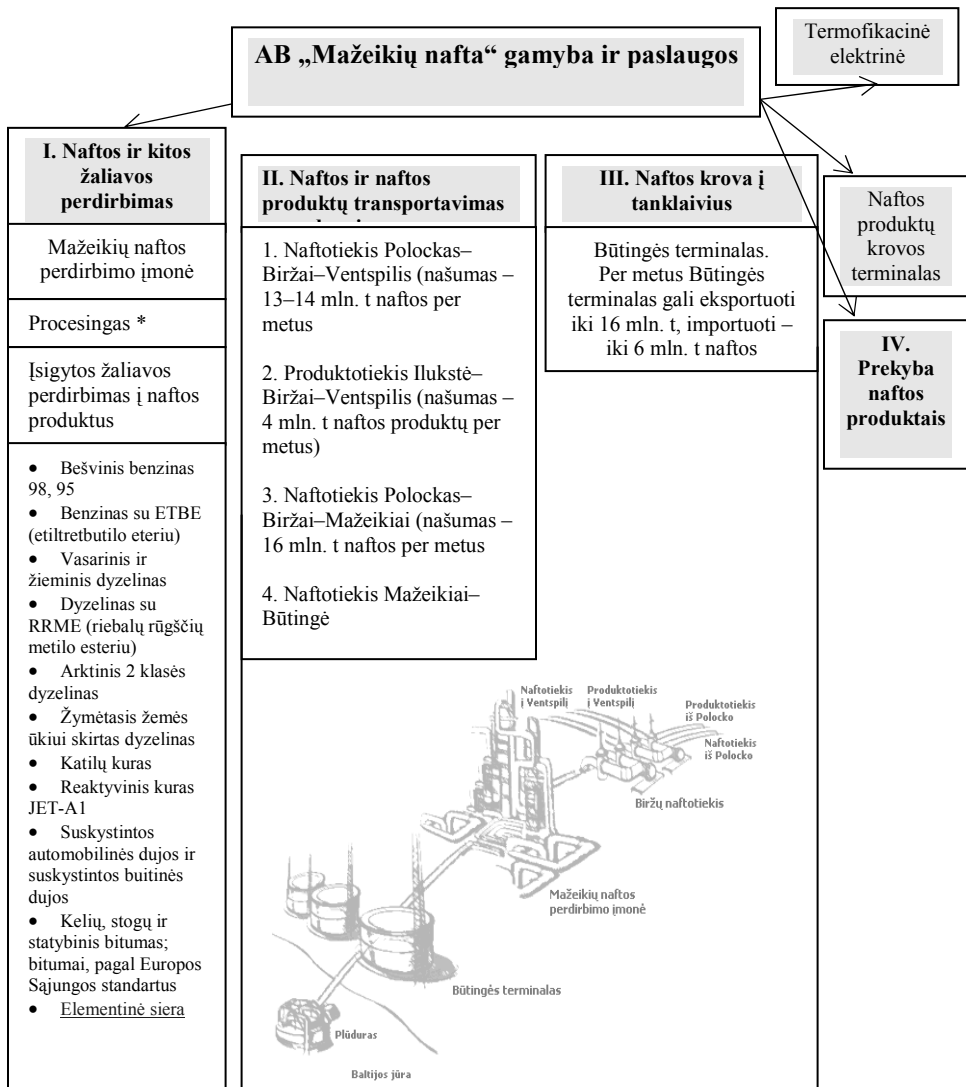 Termofikacinė
elektrinė
AB „Mažeikių nafta“ gamyba ir paslaugos
I. Naftos ir kitos
žaliavos
perdirbimas
Mažeikių naftos
perdirbimo įmonė
Procesingas *
Įsigytos žaliavos
perdirbimas į naftos
produktus
• Bešvinis benzinas
98, 95
• Benzinas su ETBE
(etiltretbutilo eteriu)
• Vasarinis ir
žieminis dyzelinas
• Dyzelinas su
RRME (riebalų rūgščių
metilo esteriu)
• Arktinis 2 klasės
dyzelinas
• Žymėtasis žemės
ūkiui skirtas dyzelinas
• Katilų kuras
• Reaktyvinis kuras
JET-A1
• Suskystintos
automobilinės dujos ir
suskystintos buitinės
dujos
• Kelių, stogų ir
statybinis bitumas;
bitumai, pagal Europos
Sąjungos standartus
• Elementinė siera
II. Naftos ir naftos
produktų transportavimas
1. Naftotiekis Polockas–
Biržai–Ventspilis (našumas –
13–14 mln. t naftos per
metus
2. Produktotiekis Ilukstė–
Biržai–Ventspilis (našumas –
4 mln. t naftos produktų per
metus)
3. Naftotiekis Polockas–
Biržai–Mažeikiai (našumas –
16 mln. t naftos per metus
4. Naftotiekis Mažeikiai–
Būtingė
III. Naftos krova į
tanklaivius
Būtingės terminalas.
Per metus Būtingės
terminalas gali eksportuoti
iki 16 mln. t, importuoti –
iki 6 mln. t naftos
Naftos
produktų
krovos
terminalas
IV.
Prekyba
naftos
produktais
Naftotiekis
į Ventspilį
Produktotiekis
į Ventspilį
Produktotiekis
iš Polocko
Naftotiekis
iš Polocko
Biržų naftotiekis
Mažeikių naftos
perdirbimo įmonė
Būtingės terminalas
Plūduras
Baltijos jūra